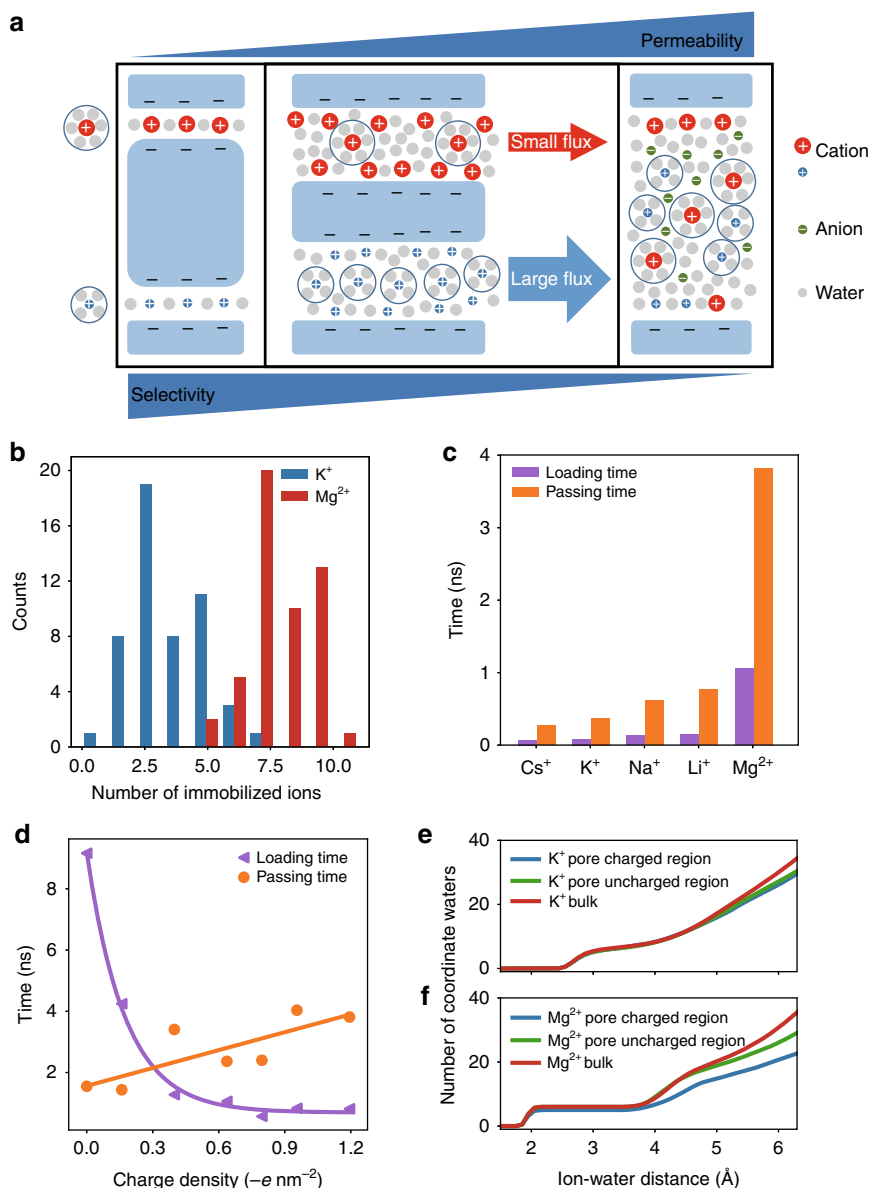 a
Permeability
Small flux
Large flux
Cation
Anion
Water
Selectivity
b
20
16
12
8
4
0
Counts
K⁺
Mg²⁺
0.0 2.5 5.0 7.5 10.0
Number of immobilized ions
c
4
3
2
1
0
Time (ns)
Loading time
Passing time
Cs⁺ K⁺ Na⁺ Li⁺ Mg²⁺
d
8
6
4
2
Time (ns)
Loading time
Passing time
0.0 0.3 0.6 0.9 1.2
Charge density (−e nm⁻²)
e
40
20
0
K⁺ pore charged region
K⁺ pore uncharged region
K⁺ bulk
f
40
20
0
Mg²⁺ pore charged region
Mg²⁺ pore uncharged region
Mg²⁺ bulk
Number of coordinate waters
2 3 4 5 6
Ion-water distance (Å)